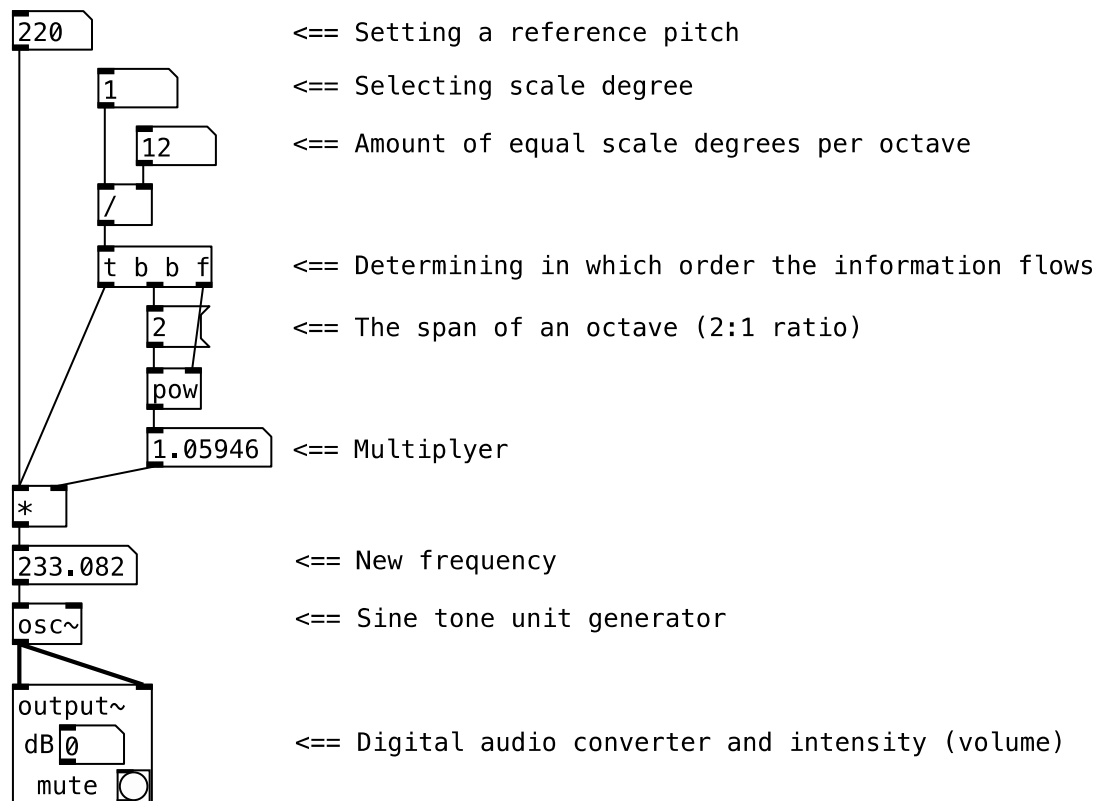 220 <== Setting a reference pitch
1 <== Selecting scale degree
12 <== Amount of equal scale degrees per octave
/
t b b f <== Determining in which order the information flows
2 <== The span of an octave (2:1 ratio)
pow
1.05946 <== Multiplyer
*
233.082 <== New frequency
osc~ <== Sine tone unit generator
output~
dB 0 <== Digital audio converter and intensity (volume)
mute